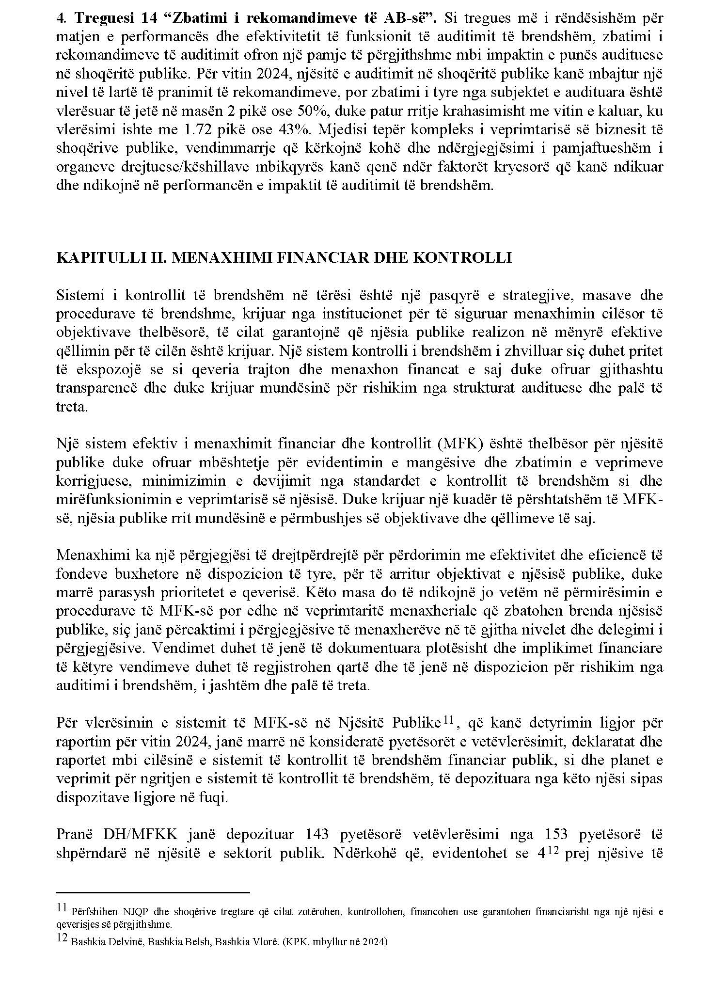 4. Treguesi 14 “Zbatimi i rekomandimeve të AB-së”. Si tregues më i rëndësishëm për
matjen e performancës dhe efektivitetit të funksionit të auditimit të brendshëm, zbatimi i
rekomandimeve të auditimit ofron një pamje të përgjithshme mbi impaktin e punës audituese
në shoqëritë publike. Për vitin 2024, njësitë e auditimit në shoqëritë publike kanë mbajtur një
nivel të lartë të pranimit të rekomandimeve, por zbatimi i tyre nga subjektet e audituara është
vlerësuar të jetë në masën 2 pikë ose 50%, duke patur rritje krahasimisht me vitin e kaluar, ku
vlerësimi ishte me 1.72 pikë ose 43%. Mjedisi tepër kompleks i veprimtarisë së biznesit të
shoqërive publike, vendimmarrje që kërkojnë kohë dhe ndërgjegjësimi i pamjaftueshëm i
organeve drejtuese/këshillave mbikqyrës kanë qenë ndër faktorët kryesorë që kanë ndikuar
dhe ndikojnë në performancën e impaktit të auditimit të brendshëm.
KAPITULLI II. MENAXHIMI FINANCIAR DHE KONTROLLI
Sistemi i kontrollit të brendshëm në tërësi është një pasqyrë e strategjive, masave dhe
procedurave të brendshme, krijuar nga institucionet për të siguruar menaxhimin cilësor të
objektivave thelbësorë, të cilat garantojnë që njësia publike realizon në mënyrë efektive
qëllimin për të cilën është krijuar. Një sistem kontrolli i brendshëm i zhvilluar siç duhet pritet
të ekspozojë se si qeveria trajton dhe menaxhon financat e saj duke ofruar gjithashtu
transparencë dhe duke krijuar mundësinë për rishikim nga strukturat audituese dhe palë të
treta.
Një sistem efektiv i menaxhimit financiar dhe kontrollit (MFK) është thelbësor për njësitë
publike duke ofruar mbështetje për evidentimin e mangësive dhe zbatimin e veprimeve
korrigjuese, minimizimin e devijimit nga standardet e kontrollit të brendshëm si dhe
mirëfunksionimin e veprimtarisë së njësisë. Duke krijuar një kuadër të përshtatshëm të MFK-
së, njësia publike rrit mundësinë e përmbushjes së objektivave dhe qëllimeve të saj.
Menaxhimi ka një përgjegjësi të drejtpërdrejtë për përdorimin me efektivitet dhe eficiencë të
fondeve buxhetore në dispozicion të tyre, për të arritur objektivat e njësisë publike, duke
marrë parasysh prioritetet e qeverisë. Këto masa do të ndikojnë jo vetëm në përmirësimin e
procedurave të MFK-së por edhe në veprimtaritë menaxheriale që zbatohen brenda njësisë
publike, siç janë përcaktimi i përgjegjësive të menaxherëve në të gjitha nivelet dhe delegimi i
përgjegjësive. Vendimet duhet të jenë të dokumentuara plotësisht dhe implikimet financiare
të këtyre vendimeve duhet të regjistrohen qartë dhe të jenë në dispozicion për rishikim nga
auditimi i brendshëm, i jashtëm dhe palë të treta.
Për vlerësimin e sistemit të MFK-së në Njësitë Publike11, që kanë detyrimin ligjor për
raportim për vitin 2024, janë marrë në konsideratë pyetësorët e vetëvlerësimit, deklaratat dhe
raportet mbi cilësinë e sistemit të kontrollit të brendshëm financiar publik, si dhe planet e
veprimit për ngritjen e sistemit të kontrollit të brendshëm, të depozituara nga këto njësi sipas
dispozitave ligjore në fuqi.
Pranë DH/MFKK janë depozituar 143 pyetësorë vetëvlerësimi nga 153 pyetësorë të
shpërndarë në njësitë e sektorit publik. Ndërkohë që, evidentohet se 412 prej njësive të
11 Përfshihen NJQP dhe shoqërive tregtare që cilat zotërohen, kontrollohen, financohen ose garantohen financiarisht nga një njësi e
qeverisjes së përgjithshme.
12 Bashkia Delvinë, Bashkia Belsh, Bashkia Vlorë. (KPK, mbyllur në 2024)